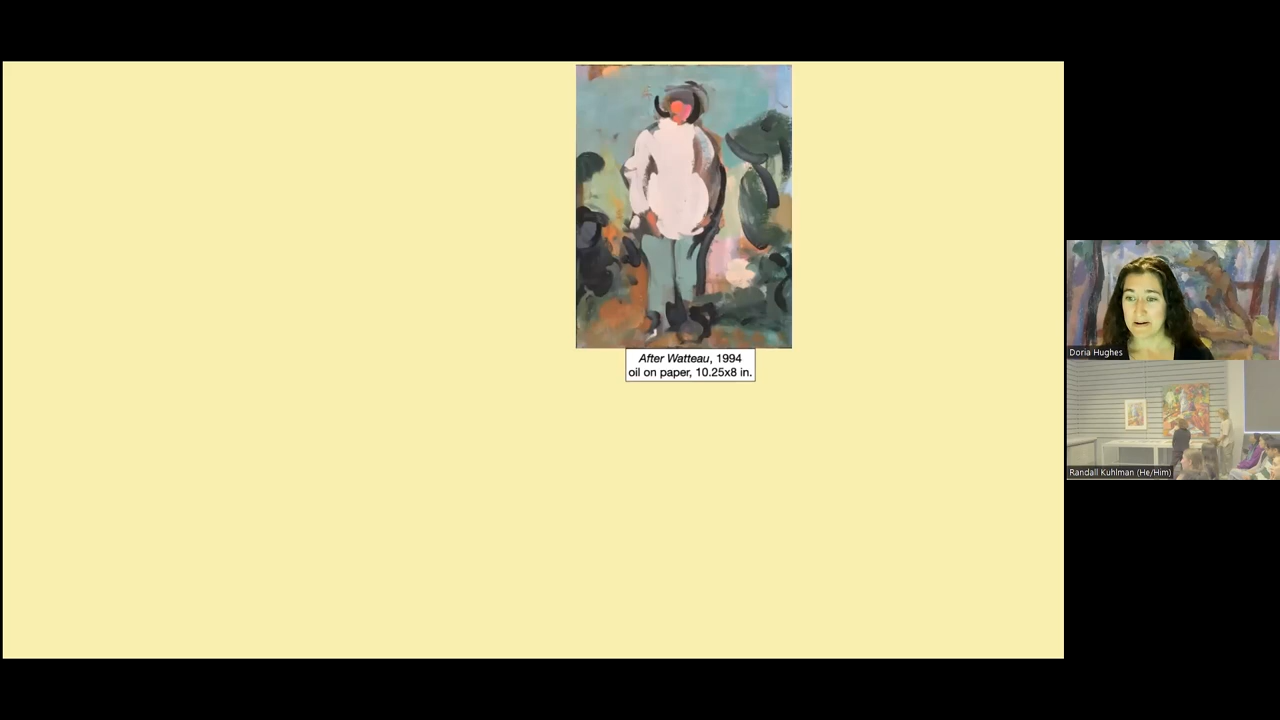 After Watteau, 1994
oil on paper, 10.25x8 in.
Doria Hughes
Randall Kuhlman (He/Him)